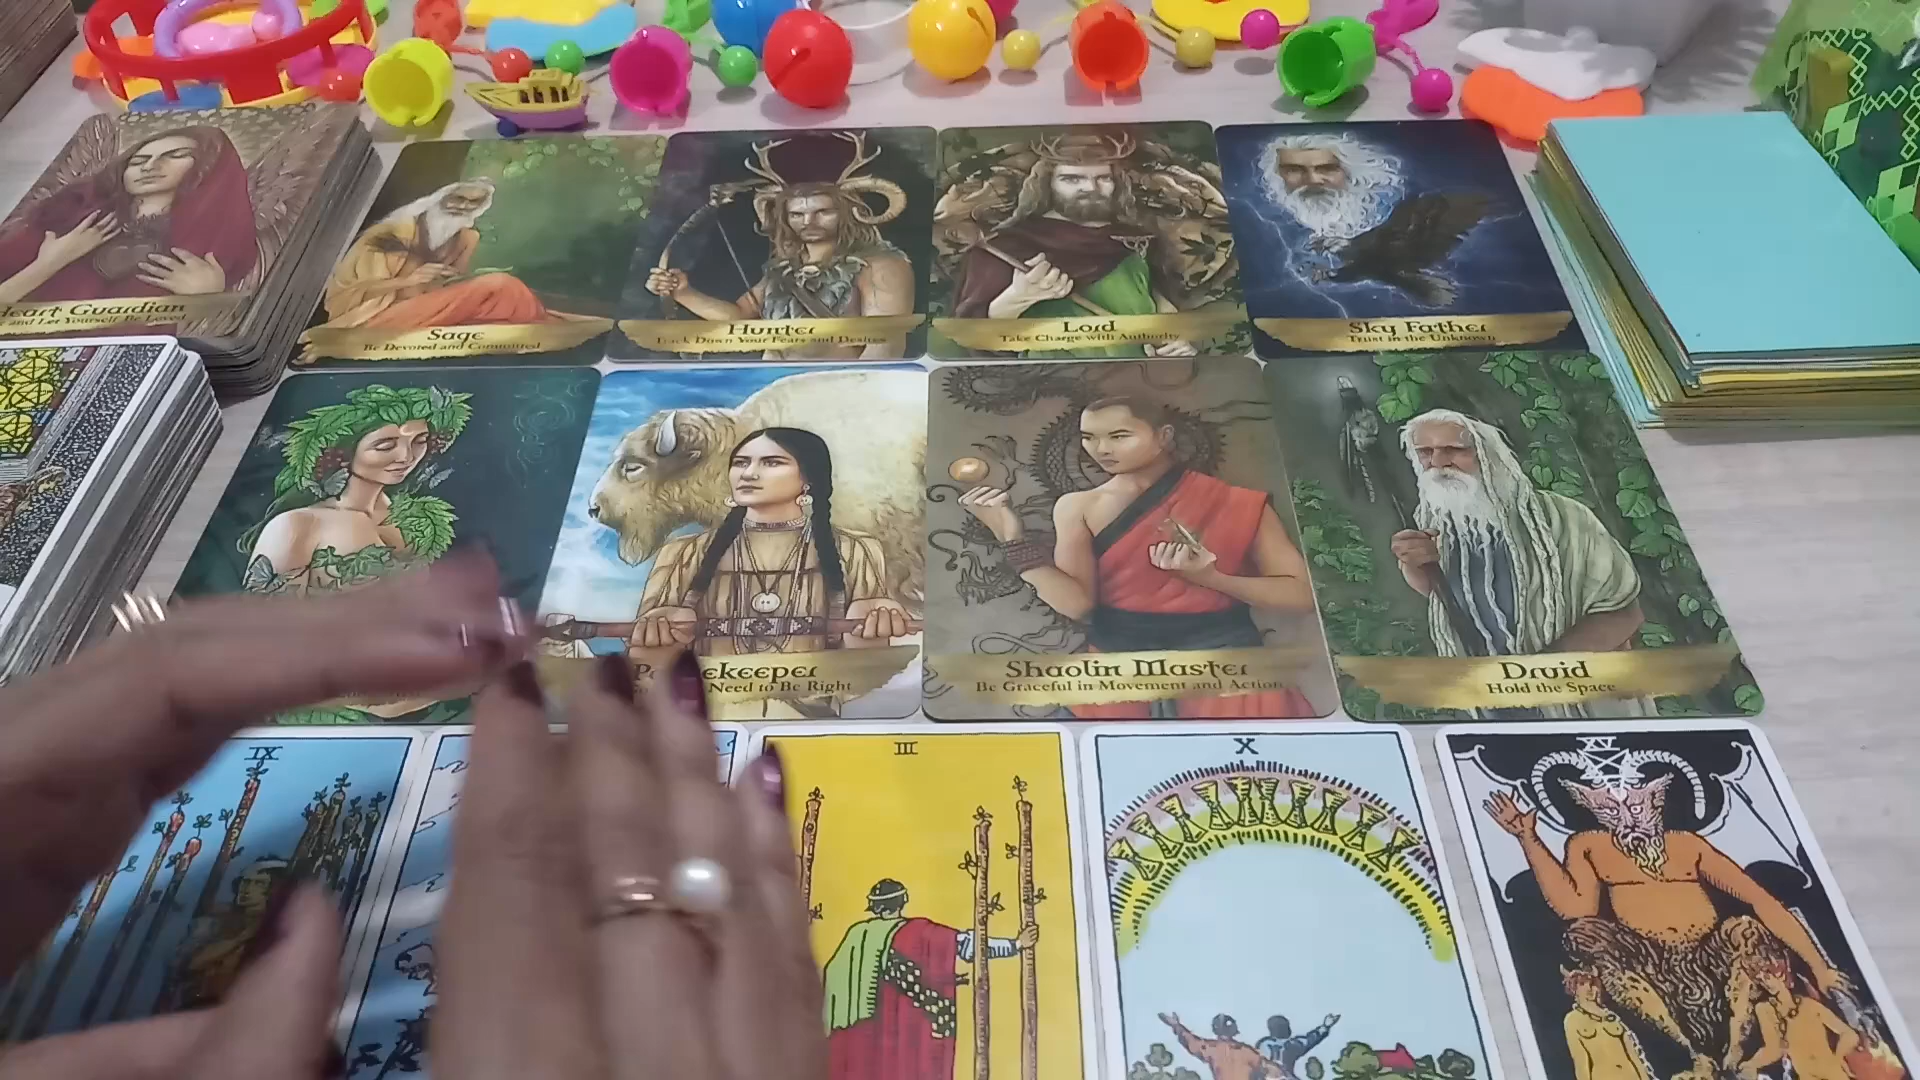 Heart Guardian
and Let Yourself Be Loved
Sage
Be Devoted and Committed
Hunter
Track Down Your Fears and Desires
Lord
Take Charge with Authority
Sky Father
Trust in the Unknown
ekeeper
Need to Be Right
Shaolin Master
Be Graceful in Movement and Action
Druid
Hold the Space
IX
III
X
XV